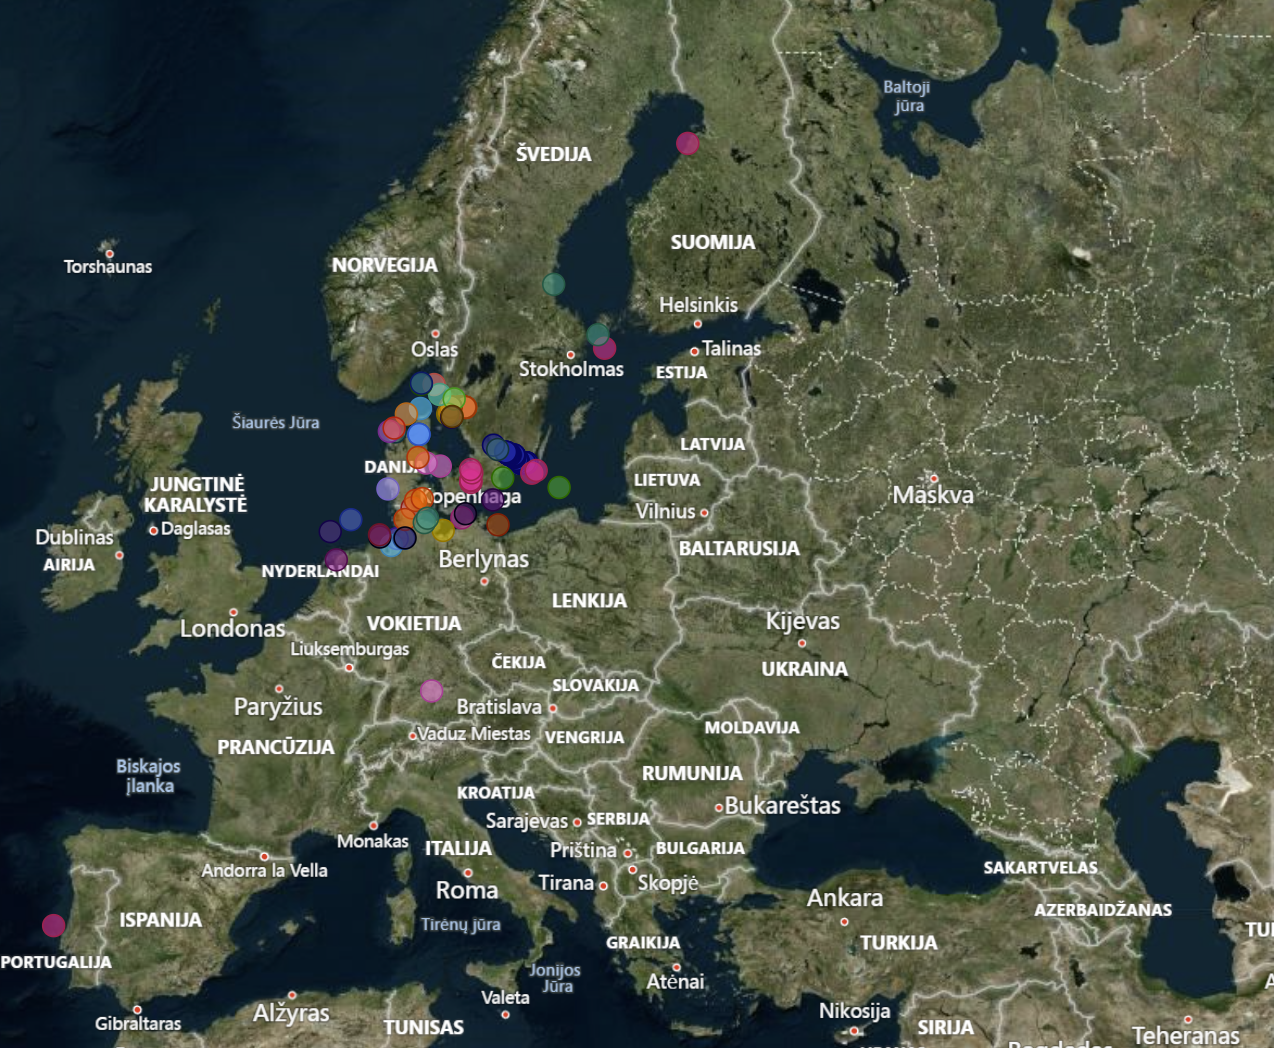 Baltoji
jūra
ŠVEDIJA
SUOMIJA
Torshaunas
NORVEGIJA
Helsinkis
Oslas
Talinas
Stokholmas
ESTIJA
Šiaurės Jūra
LATVIJA
DANIJ
LIETUVA
JUNGTINĖ
KARALYSTĖ
Kopenhaga
Maskva
Vilnius
Daglasas
Dublinas
AIRIJA
BALTARUSIJA
Berlynas
NYDERLANDAI
LENKIJA
Londonas
VOKIETIJA
Kijevas
Liuksemburgas
ČEKIJA
UKRAINA
SLOVAKIJA
Paryžius
Bratislava
MOLDAVIJA
Vaduz Miestas
VENGRIJA
PRANCŪZIJA
Biskajos
įlanka
RUMUNIJA
KROATIJA
Bukareštas
Sarajevas
SERBIJA
Monakas
ITALIJA
Priština
BULGARIJA
Andorra la Vella
SAKARTVELAS
Tirana
Skopjė
Roma
Ankara
AZERBAIDŽANAS
ISPANIJA
Tirėnų jūra
TU
GRAIKIJA
TURKIJA
PORTUGALIJA
Jonijos
Jūra
Atėnai
Valeta
Gibraltaras
Alžyras
Nikosija
TUNISAS
SIRIJA
Teheranas